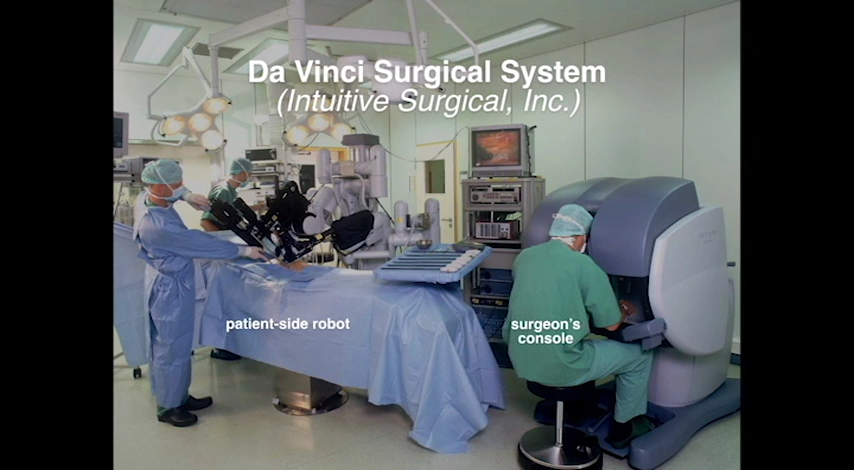 Da Vinci Surgical System
(Intuitive Surgical, Inc.)
patient-side robot
surgeon's
console